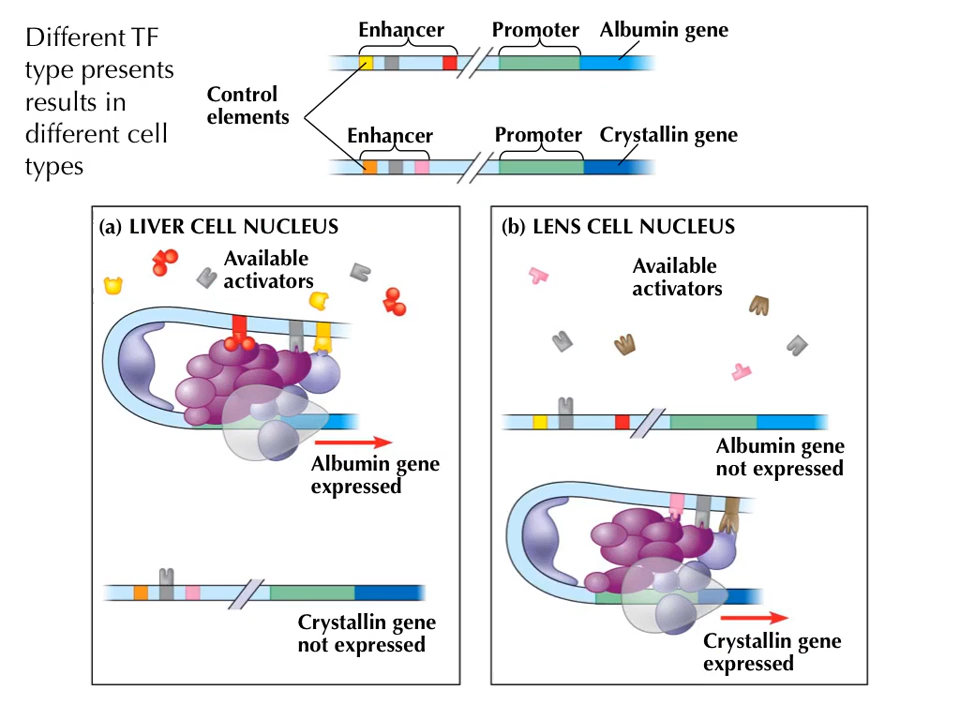 Different TF
type presents
results in
different cell
types
Enhancer
Promoter
Albumin gene
Control
elements
Enhancer
Promoter
Crystallin gene
(a) LIVER CELL NUCLEUS
Available
activators
Albumin gene
expressed
Crystallin gene
not expressed
(b) LENS CELL NUCLEUS
Available
activators
Albumin gene
not expressed
Crystallin gene
expressed